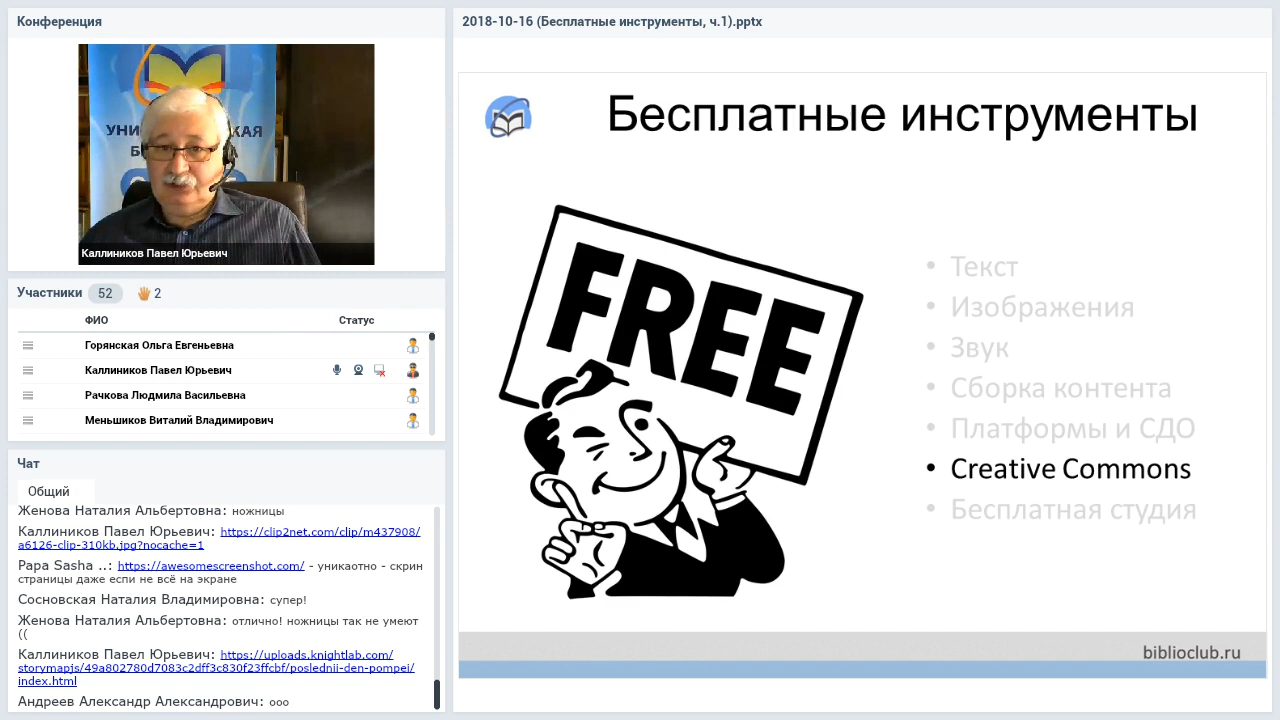 Конференция
УНИ
СКАЯ
Каллиников Павел Юрьевич
Участники 52 2
ФИО Статус
Горянская Ольга Евгеньевна
Каллиников Павел Юрьевич
Рачкова Людмила Васильевна
Меньшиков Виталий Владимирович
Чат
Общий
Женова Наталия Альбертовна: ножницы
Каллиников Павел Юрьевич: https://clip2net.com/clip/m437908/
a6126-clip-310kb.jpg?nocache=1
Papa Sasha ..: https://awesomescreenshot.com/ - уникаотно - скрин
страницы даже еспи не всё на экране
Сосновская Наталия Владимировна: супер!
Женова Наталия Альбертовна: отлично! ножницы так не умеют
((
Каллиников Павел Юрьевич: https://uploads.knightlab.com/
storymapjs/49a802780d7083c2dff3c830f23ffcbf/poslednii-den-pompei/
index.html
Андреев Александр Александрович: ооо
2018-10-16 (Бесплатные инструменты, ч.1).pptx
Бесплатные инструменты
FREE
• Текст
• Изображения
• Звук
• Сборка контента
• Платформы и СДО
• Creative Commons
• Бесплатная студия
biblioclub.ru